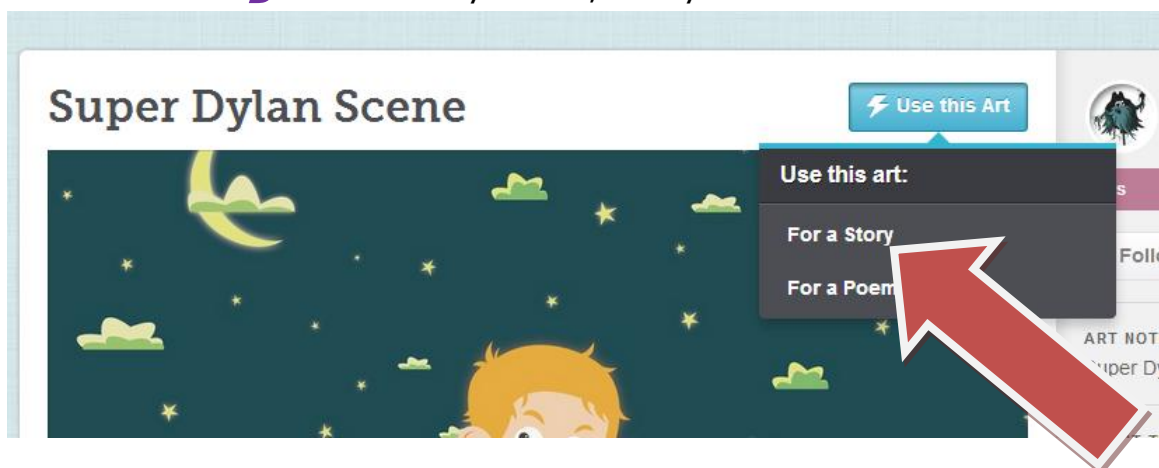 Super Dylan Scene
Use this Art
Use this art:
For a Story
For a Poem
ART NOT